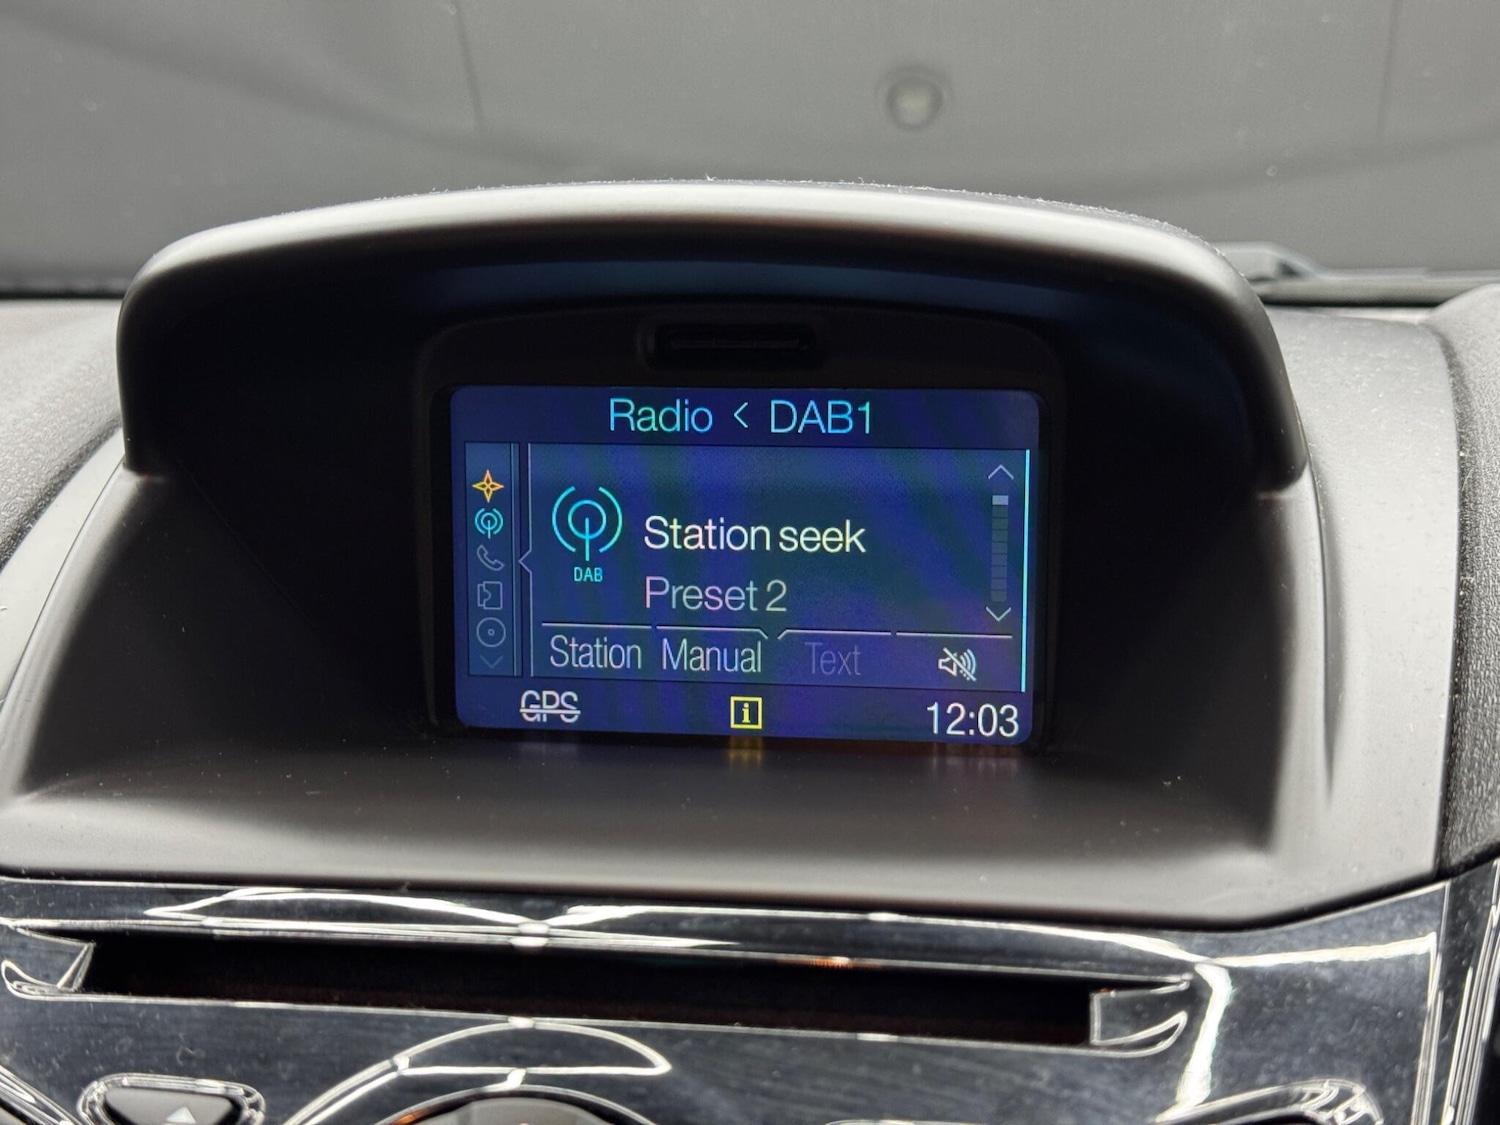 Radio < DAB1
Station seek
DAB
Preset 2
Station Manual Text
GPS i 12:03